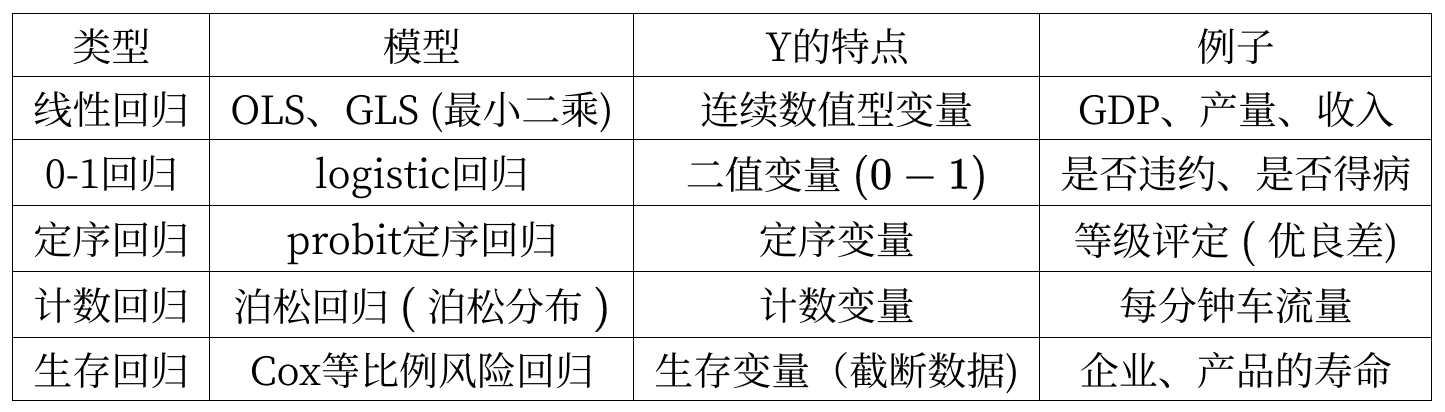 类型 模型 Y的特点 例子
线性回归 OLS、GLS (最小二乘) 连续数值型变量 GDP、产量、收入
0-1回归 logistic回归 二值变量 (0 − 1) 是否违约、是否得病
定序回归 probit定序回归 定序变量 等级评定 ( 优良差)
计数回归 泊松回归 ( 泊松分布 ) 计数变量 每分钟车流量
生存回归 Cox等比例风险回归 生存变量（截断数据) 企业、产品的寿命